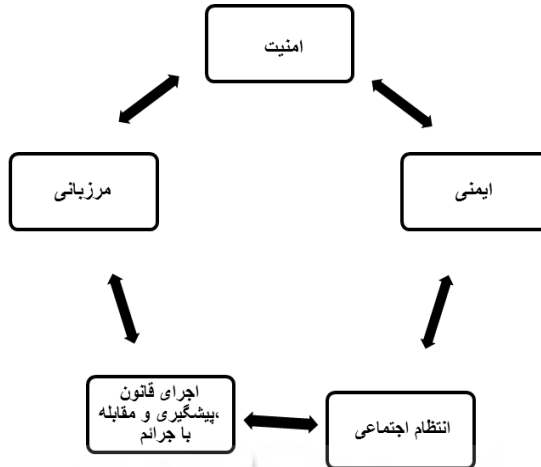 امنیت
مرزبانی
ایمنی
اجرای قانون
،پیشگیری و مقابله
با جرائم
انتظام اجتماعی